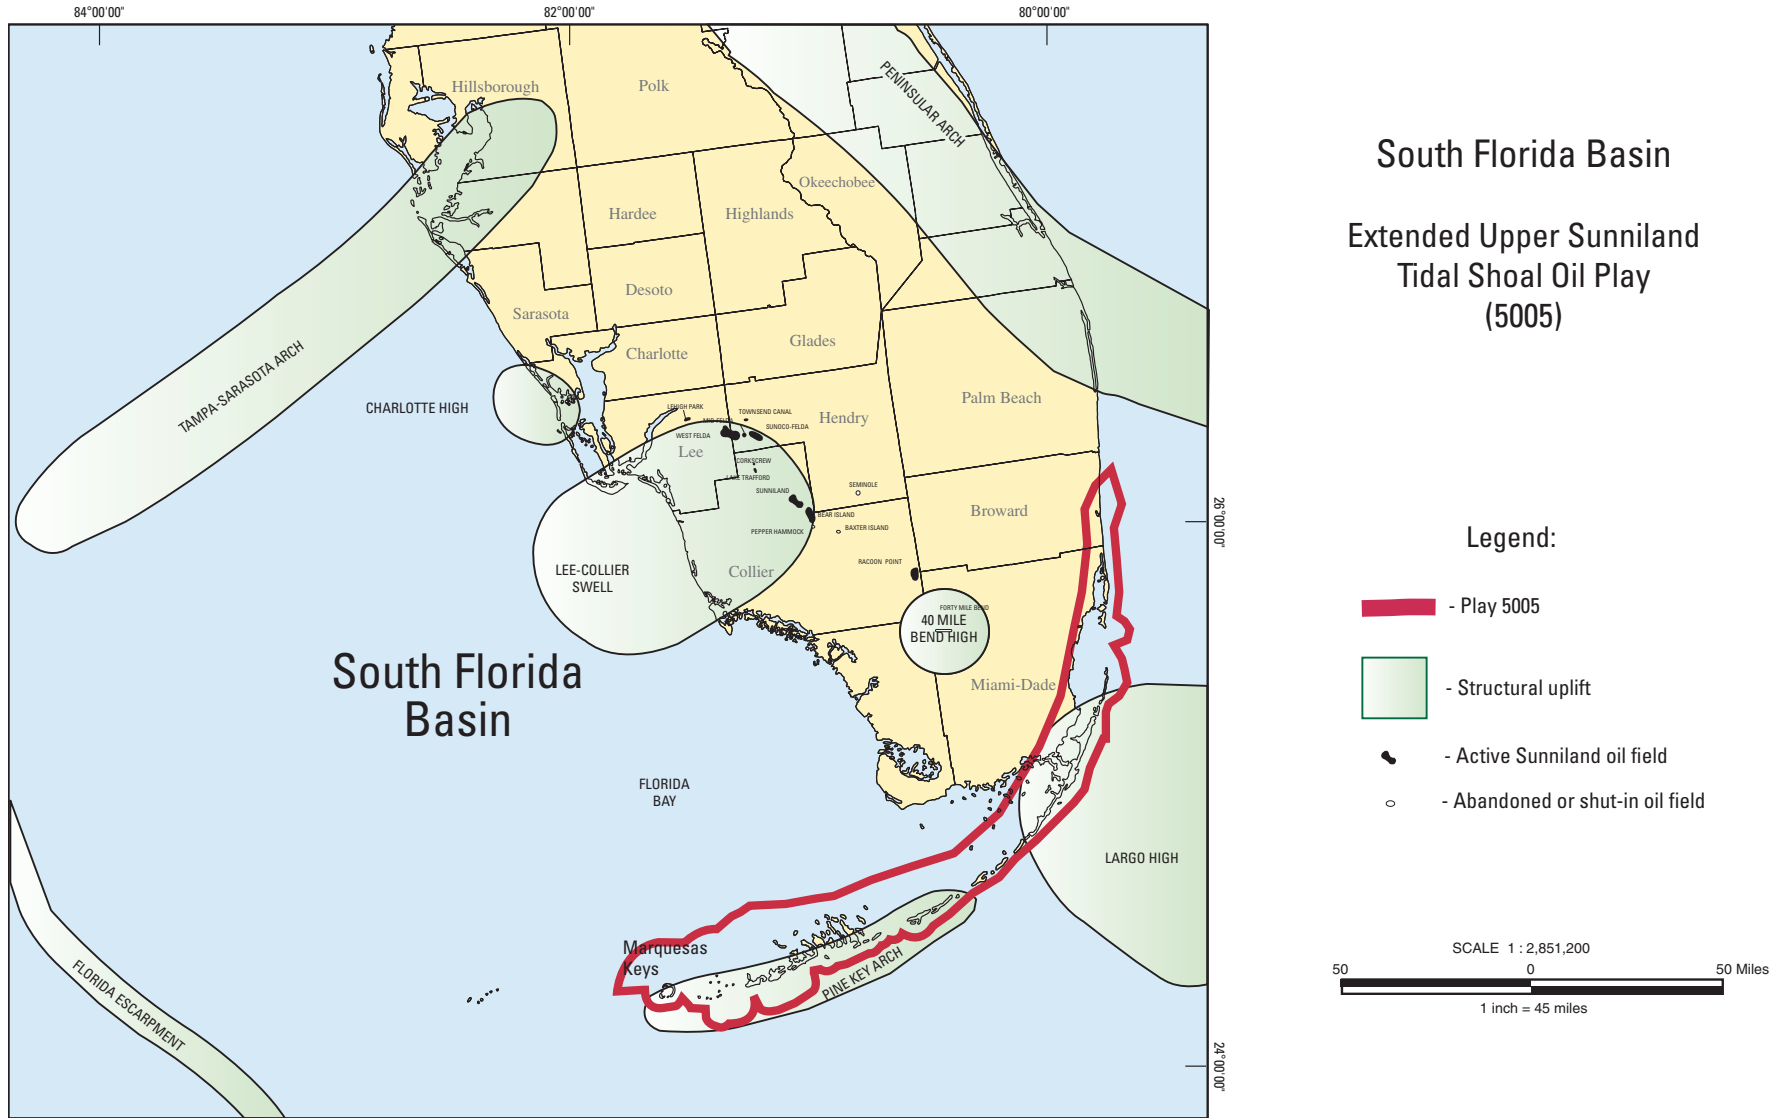 84°00'00"
82°00'00"
80°00'00"
Hillsborough
Polk
PENINSULAR ARCH
Okeechobee
Hardee
Highlands
Desoto
Sarasota
Glades
Charlotte
TAMPA-SARASOTA ARCH
CHARLOTTE HIGH
Palm Beach
LEHIGH PARK
TOWNSEND CANAL
MID-FELDA
Hendry
SUNOCO-FELDA
WEST FELDA
Lee
CORKSCREW
LAKE TRAFFORD
SUNNILAND
SEMINOLE
Broward
BEAR ISLAND
PEPPER HAMMOCK
BAXTER ISLAND
26°00'00"
RACOON POINT
LEE-COLLIER
SWELL
Collier
FORTY MILE BEND
40 MILE
BEND HIGH
South Florida
Basin
Miami-Dade
FLORIDA
BAY
LARGO HIGH
Marquesas
Keys
PINE KEY ARCH
FLORIDA ESCARPMENT
24°00'00"
South Florida Basin
Extended Upper Sunniland
Tidal Shoal Oil Play
(5005)
Legend:
- Play 5005
- Structural uplift
- Active Sunniland oil field
- Abandoned or shut-in oil field
SCALE 1 : 2,851,200
50 0 50 Miles
1 inch = 45 miles